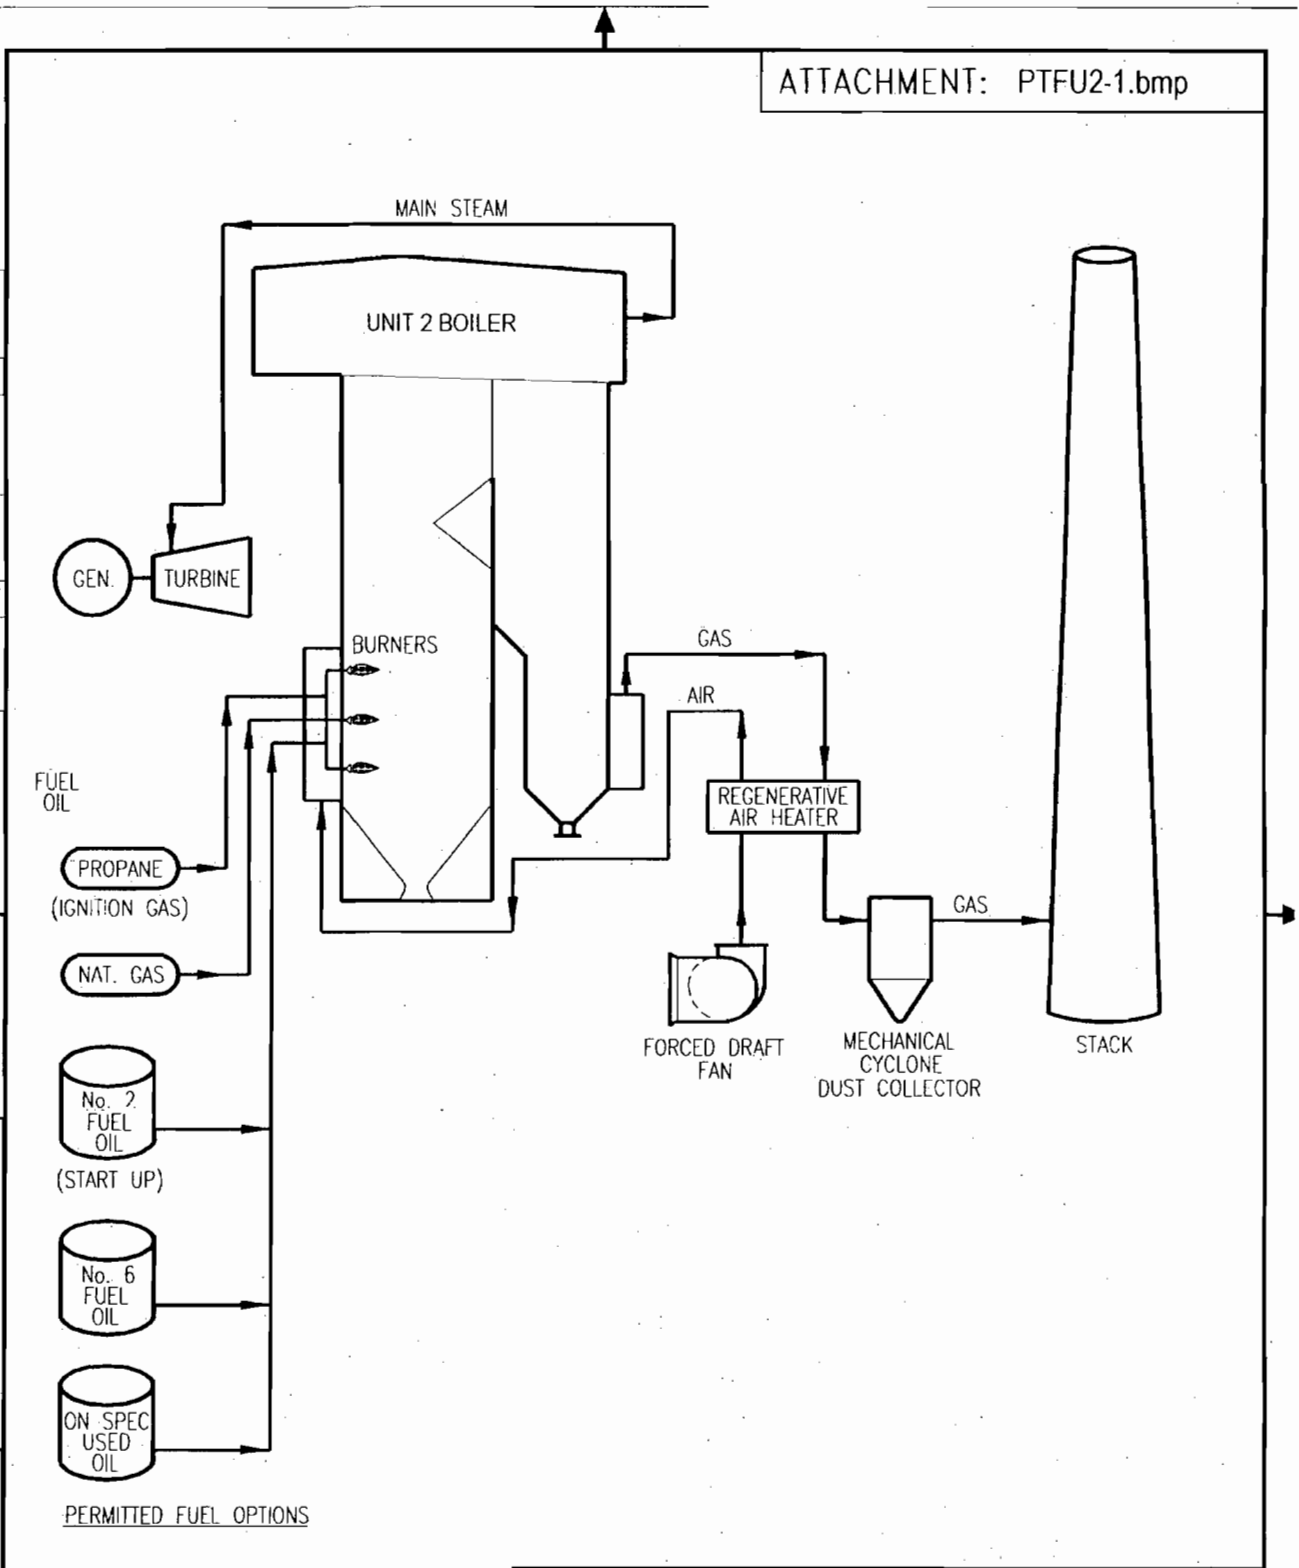 ATTACHMENT: PTFU2-1.bmp
MAIN STEAM
UNIT 2 BOILER
GEN.
TURBINE
BURNERS
GAS
AIR
FUEL
OIL
REGENERATIVE
AIR HEATER
PROPANE
(IGNITION GAS)
GAS
NAT. GAS
FORCED DRAFT
FAN
MECHANICAL
CYCLONE
DUST COLLECTOR
STACK
No. 2
FUEL
OIL
(START UP)
No. 6
FUEL
OIL
ON SPEC
USED
OIL
PERMITTED FUEL OPTIONS